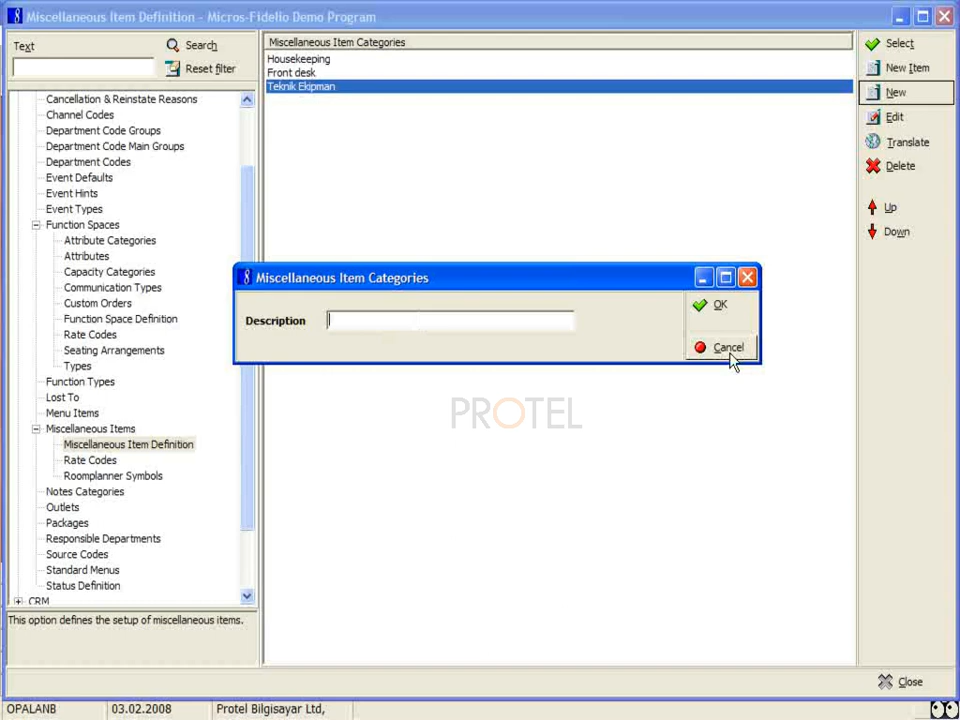 Miscellaneous Item Definition - Micros-Fidelio Demo Program
Text
Search
Reset filter
Cancellation & Reinstate Reasons
Channel Codes
Department Code Groups
Department Code Main Groups
Department Codes
Event Defaults
Event Hints
Event Types
Function Spaces
Attribute Categories
Attributes
Capacity Categories
Communication Types
Custom Orders
Function Space Definition
Rate Codes
Seating Arrangements
Types
Function Types
Lost To
Menu Items
Miscellaneous Items
Miscellaneous Item Definition
Rate Codes
Roomplanner Symbols
Notes Categories
Outlets
Packages
Responsible Departments
Source Codes
Standard Menus
Status Definition
CRM
This option defines the setup of miscellaneous items.
Miscellaneous Item Categories
Housekeeping
Front desk
Teknik Ekipman
Miscellaneous Item Categories
Description
OK
Cancel
PROTEL
Select
New Item
New
Edit
Translate
Delete
Up
Down
Close
OPALANB
03.02.2008
Protel Bilgisayar Ltd,